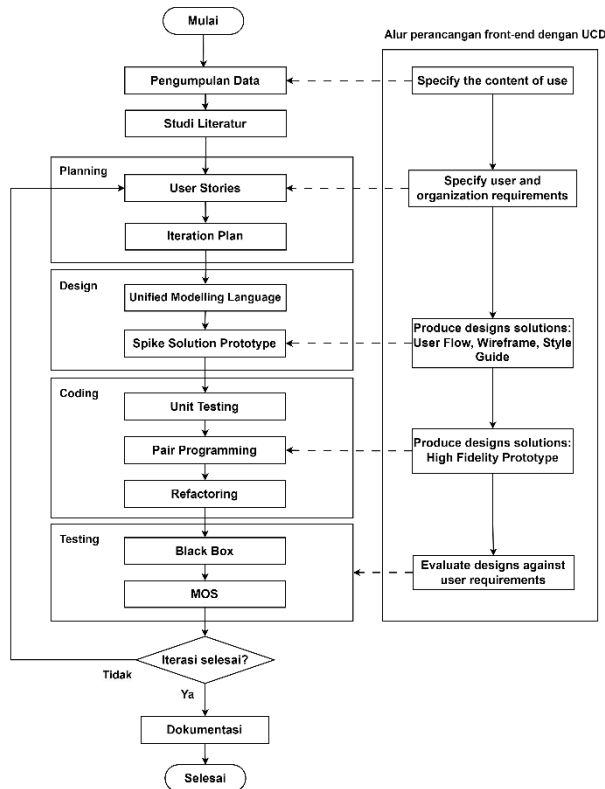 Mulai
Alur perancangan front-end dengan UCD
Pengumpulan Data
Specify the content of use
Studi Literatur
Planning
User Stories
Specify user and
organization requirements
Iteration Plan
Design
Unified Modelling Language
Spike Solution Prototype
Produce designs solutions:
User Flow, Wireframe, Style
Guide
Coding
Unit Testing
Pair Programming
Produce designs solutions:
High Fidelity Prototype
Refactoring
Testing
Black Box
Evaluate designs against
user requirements
MOS
Iterasi selesai?
Tidak
Ya
Dokumentasi
Selesai